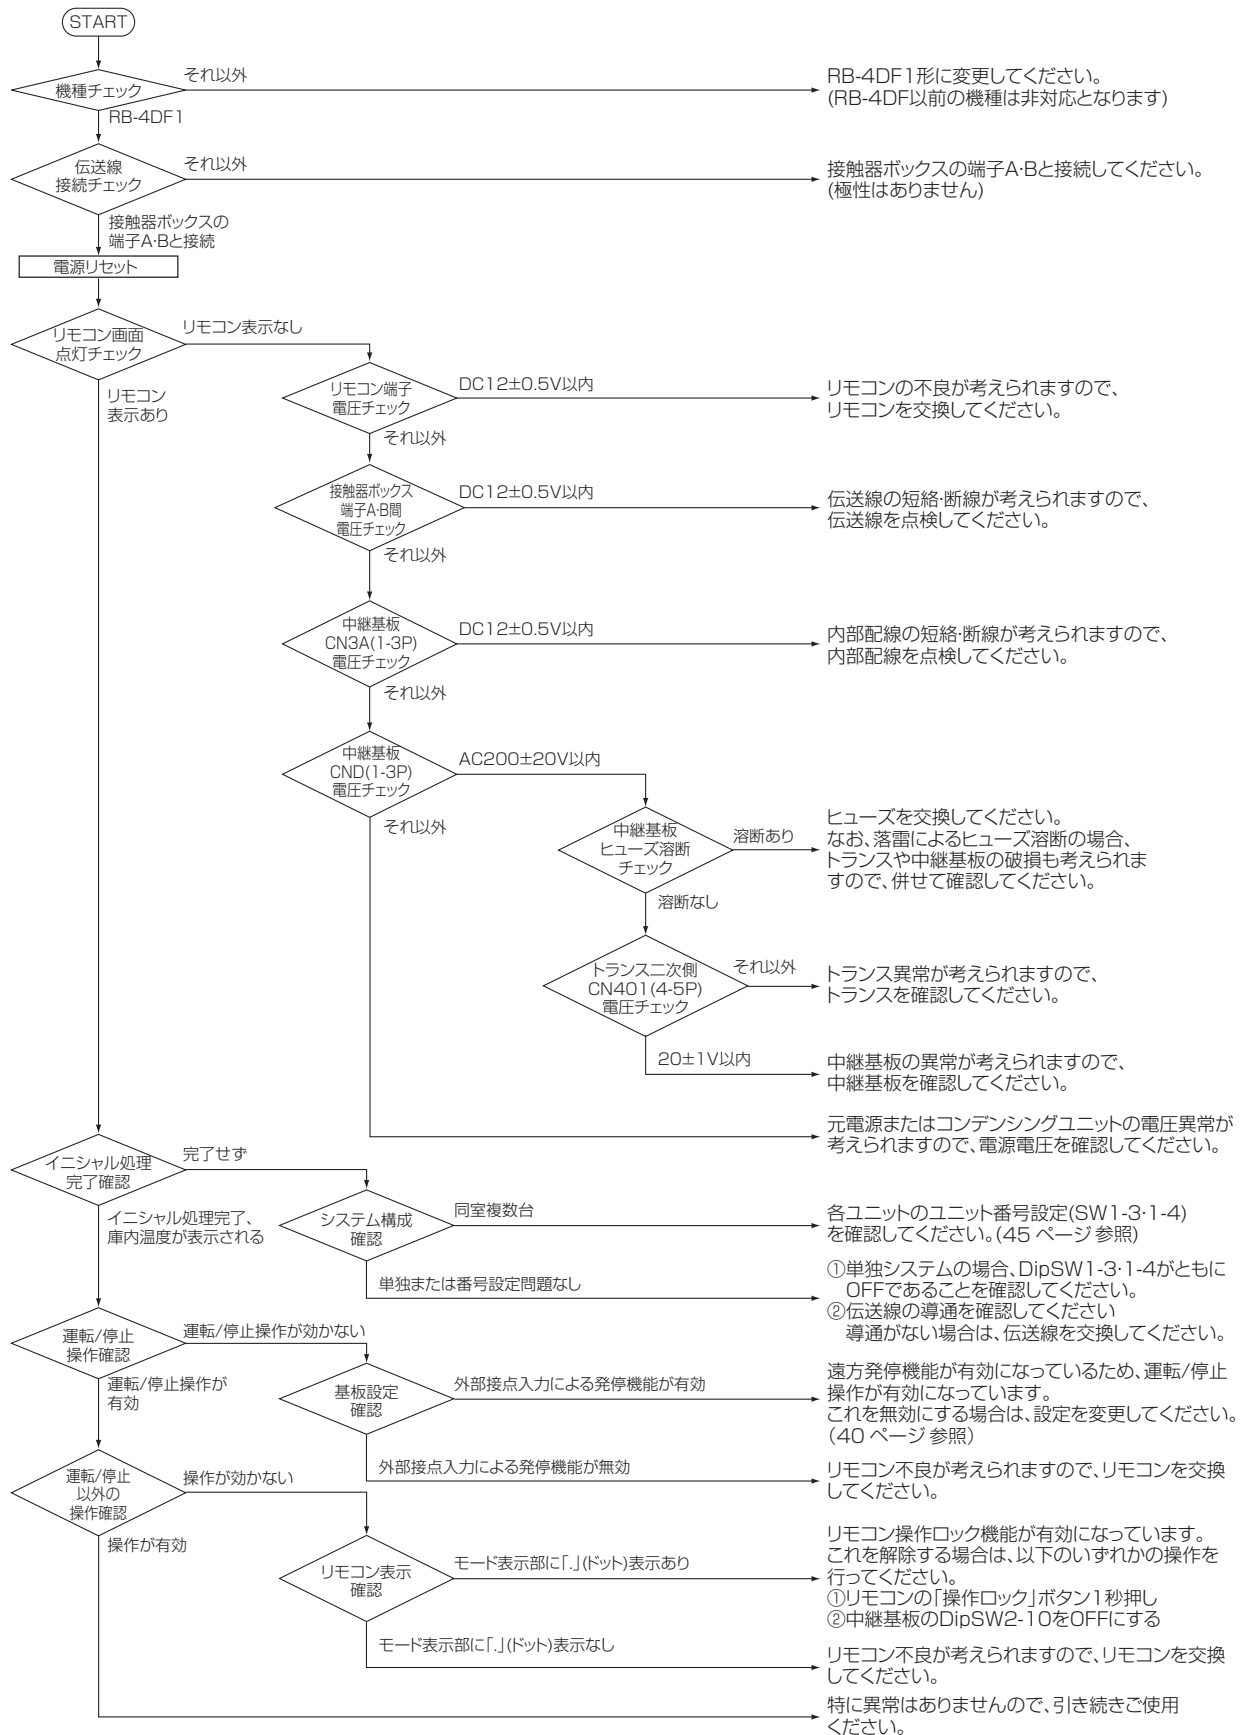 START
機種チェック
それ以外
RB-4DF1形に変更してください。
(RB-4DF以前の機種は非対応となります)
RB-4DF1
伝送線
接続チェック
それ以外
接触器ボックスの端子A·Bと接続してください。
(極性はありません)
接触器ボックスの
端子A·Bと接続
電源リセット
リモコン画面
点灯チェック
リモコン表示なし
リモコン
表示あり
リモコン端子
電圧チェック
DC12±0.5V以内
リモコンの不良が考えられますので、
リモコンを交換してください。
それ以外
接触器ボックス
端子A·B間
電圧チェック
DC12±0.5V以内
伝送線の短絡·断線が考えられますので、
伝送線を点検してください。
それ以外
中継基板
CN3A(1-3P)
電圧チェック
DC12±0.5V以内
内部配線の短絡·断線が考えられますので、
内部配線を点検してください。
それ以外
中継基板
CND(1-3P)
電圧チェック
AC200±20V以内
それ以外
中継基板
ヒューズ溶断
チェック
溶断あり
ヒューズを交換してください。
なお、落雷によるヒューズ溶断の場合、
トランスや中継基板の破損も考えられま
すので、併せて確認してください。
溶断なし
トランス二次側
CN401(4-5P)
電圧チェック
それ以外
トランス異常が考えられますので、
トランスを確認してください。
20±1V以内
中継基板の異常が考えられますので、
中継基板を確認してください。
元電源またはコンデンシングユニットの電圧異常が
考えられますので、電源電圧を確認してください。
イニシャル処理
完了確認
完了せず
イニシャル処理完了、
庫内温度が表示される
システム構成
確認
同室複数台
各ユニットのユニット番号設定(SW1-3·1-4)
を確認してください。(45 ページ 参照)
単独または番号設定問題なし
①単独システムの場合、DipSW1-3·1-4がともに
OFFであることを確認してください。
②伝送線の導通を確認してください
導通がない場合は、伝送線を交換してください。
運転/停止
操作確認
運転/停止操作が効かない
運転/停止操作が
有効
基板設定
確認
外部接点入力による発停機能が有効
遠方発停機能が有効になっているため、運転/停止
操作が有効になっています。
これを無効にする場合は、設定を変更してください。
(40 ページ 参照)
外部接点入力による発停機能が無効
リモコン不良が考えられますので、リモコンを交換
してください。
運転/停止
以外の
操作確認
操作が効かない
操作が有効
リモコン表示
確認
モード表示部に「.」(ドット)表示あり
リモコン操作ロック機能が有効になっています。
これを解除する場合は、以下のいずれかの操作を
行ってください。
①リモコンの「操作ロック」ボタン1秒押し
②中継基板のDipSW2-10をOFFにする
モード表示部に「.」(ドット)表示なし
リモコン不良が考えられますので、リモコンを交換
してください。
特に異常はありませんので、引き続きご使用
ください。